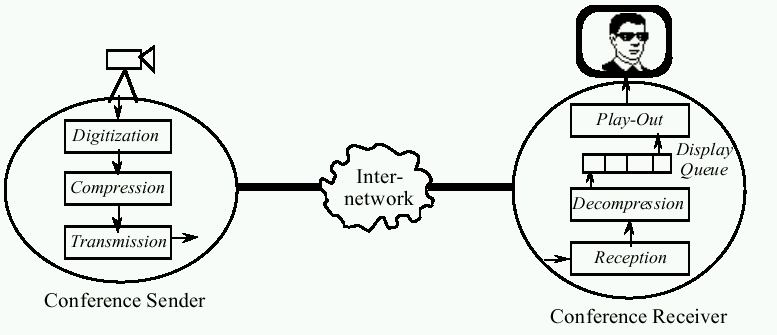 Digitization
Compression
Transmission
Conference Sender
Inter-
network
Play-Out
Display
Queue
Decompression
Reception
Conference Receiver